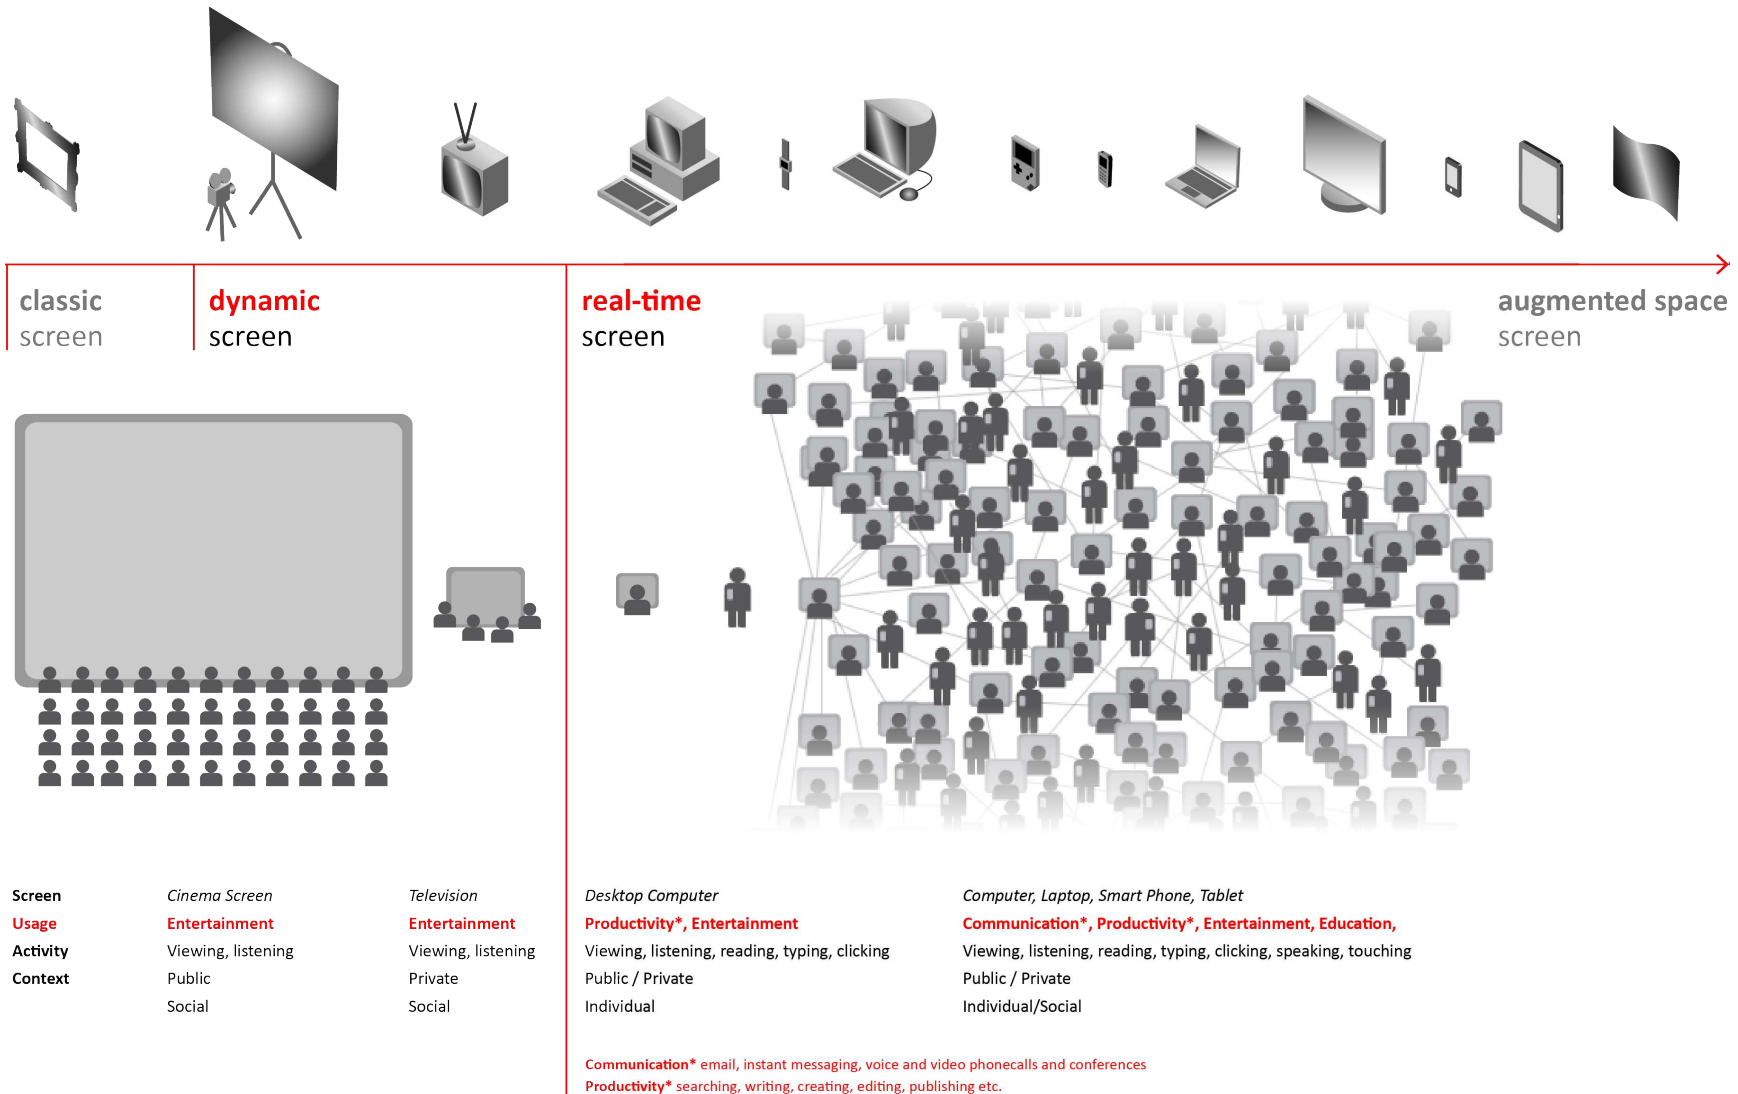 classic
screen
dynamic
screen
real-time
screen
augmented space
screen
Screen Cinema Screen Television Desktop Computer Computer, Laptop, Smart Phone, Tablet
Usage Entertainment Entertainment Productivity*, Entertainment Communication*, Productivity*, Entertainment, Education,
Activity Viewing, listening Viewing, listening Viewing, listening, reading, typing, clicking Viewing, listening, reading, typing, clicking, speaking, touching
Context Public Private Public / Private Public / Private
Social Social Individual Individual/Social
Communication* email, instant messaging, voice and video phonecalls and conferences
Productivity* searching, writing, creating, editing, publishing etc.